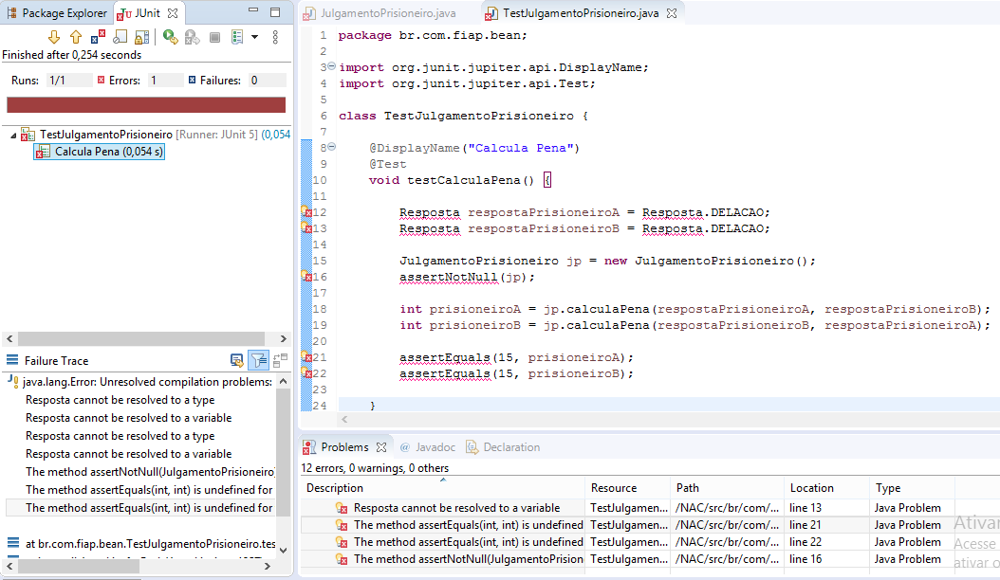 Package Explorer JUnit
Finished after 0,254 seconds
Runs: 1/1 Errors: 1 Failures: 0
TestJulgamentoPrisioneiro [Runner: JUnit 5] (0,054
Calcula Pena (0,054 s)
Failure Trace
java.lang.Error: Unresolved compilation problems:
Resposta cannot be resolved to a type
Resposta cannot be resolved to a variable
Resposta cannot be resolved to a type
Resposta cannot be resolved to a variable
The method assertNotNull(JulgamentoPrisioneiro)
The method assertEquals(int, int) is undefined for
The method assertEquals(int, int) is undefined for
at br.com.fiap.bean.TestJulgamentoPrisioneiro.tes
JulgamentoPrisioneiro.java TestJulgamentoPrisioneiro.java
1 package br.com.fiap.bean;
2
3 import org.junit.jupiter.api.DisplayName;
4 import org.junit.jupiter.api.Test;
5
6 class TestJulgamentoPrisioneiro {
7
8 @DisplayName("Calcula Pena")
9 @Test
10 void testCalculaPena() {
11
12 Resposta respostaPrisioneiroA = Resposta.DELACAO;
13 Resposta respostaPrisioneiroB = Resposta.DELACAO;
14
15 JulgamentoPrisioneiro jp = new JulgamentoPrisioneiro();
16 assertNotNull(jp);
17
18 int prisioneiroA = jp.calculaPena(respostaPrisioneiroA, respostaPrisioneiroB);
19 int prisioneiroB = jp.calculaPena(respostaPrisioneiroB, respostaPrisioneiroA);
20
21 assertEquals(15, prisioneiroA);
22 assertEquals(15, prisioneiroB);
23
24 }
Problems @ Javadoc Declaration
12 errors, 0 warnings, 0 others
Description Resource Path Location Type
Resposta cannot be resolved to a variable TestJulgamen... /NAC/src/br/com/... line 13 Java Problem
The method assertEquals(int, int) is undefined TestJulgamen... /NAC/src/br/com/... line 21 Java Problem
The method assertEquals(int, int) is undefined TestJulgamen... /NAC/src/br/com/... line 22 Java Problem
The method assertNotNull(JulgamentoPrision TestJulgamen... /NAC/src/br/com/... line 16 Java Problem
Ativar
Acesse
ativar o